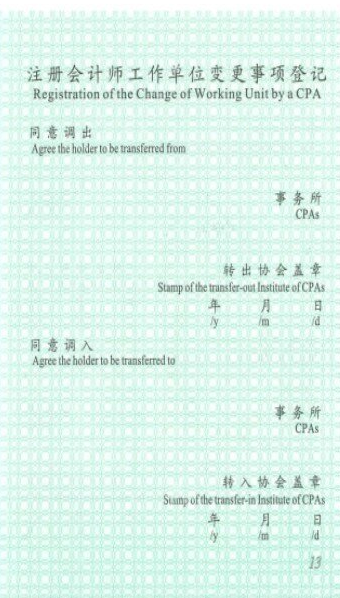 注册会计师工作单位变更事项登记
Registration of the Change of Working Unit by a CPA
同意调出
Agree the holder to be transferred from
事务所
CPAs
转出协会盖章
Stamp of the transfer-out Institute of CPAs
年 月 日
/y /m /d
同意调入
Agree the holder to be transferred to
事务所
CPAs
转入协会盖章
Stamp of the transfer-in Institute of CPAs
年 月 日
/y /m /d
13